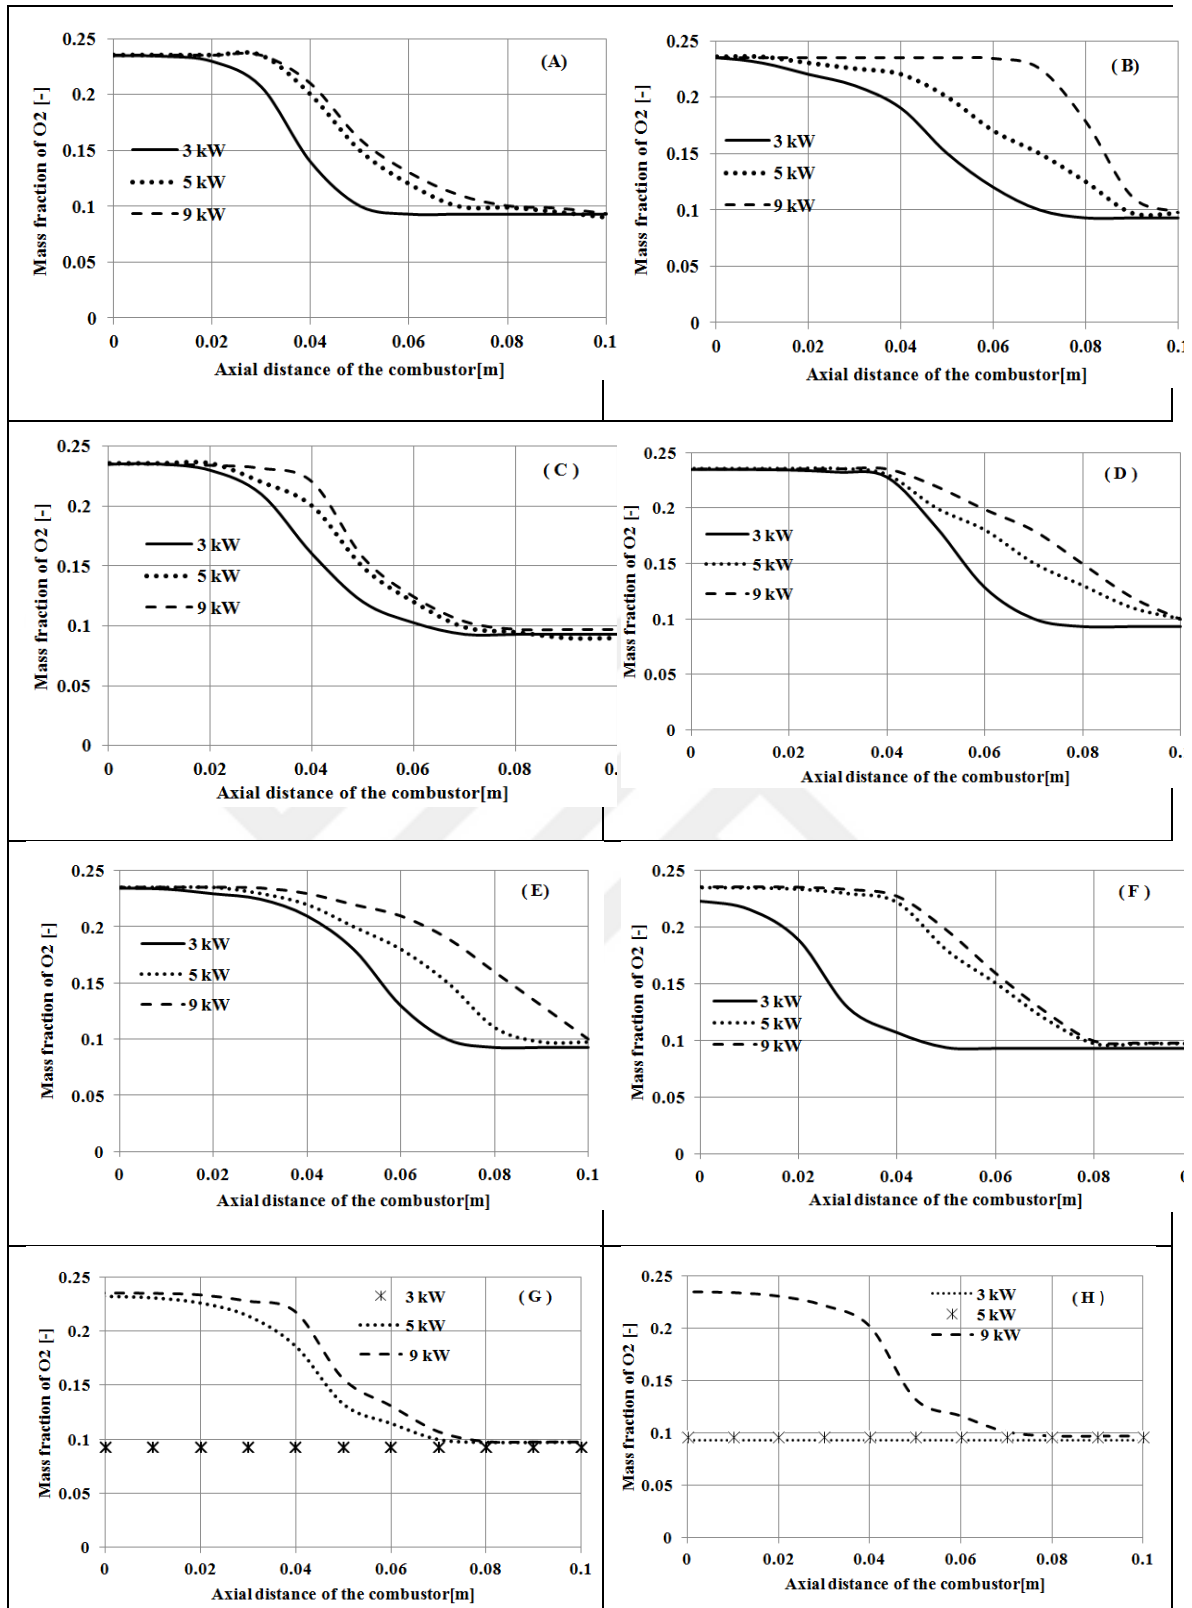 (A)
Mass fraction of O2 [-]
0.25
0.2
0.15
0.1
0.05
0
3 kW
5 kW
9 kW
0 0.02 0.04 0.06 0.08 0.1
Axial distance of the combustor[m]
( B )
Mass fraction of O2 [-]
0.25
0.2
0.15
0.1
0.05
0
3 kW
5 kW
9 kW
0 0.02 0.04 0.06 0.08 0.1
Axial distance of the combustor[m]
( C )
Mass fraction of O2 [-]
0.25
0.2
0.15
0.1
0.05
0
3 kW
5 kW
9 kW
0 0.02 0.04 0.06 0.08 0.
Axial distance of the combustor[m]
( D )
Mass fraction of O2 [-]
0.25
0.2
0.15
0.1
0.05
0
3 kW
5 kW
9 kW
0 0.02 0.04 0.06 0.08 0.
Axial distance of the combustor[m]
( E)
Mass fraction of O2 [-]
0.25
0.2
0.15
0.1
0.05
0
3 kW
5 kW
9 kW
0 0.02 0.04 0.06 0.08 0.1
Axial distance of the combustor[m]
( F )
Mass fraction of O2 [-]
0.25
0.2
0.15
0.1
0.05
0
3 kW
5 kW
9 kW
0 0.02 0.04 0.06 0.08 0
Axial distance of the combustor[m]
( G )
Mass fraction of O2 [-]
0.25
0.2
0.15
0.1
0.05
0
3 kW
5 kW
9 kW
0 0.02 0.04 0.06 0.08 0.1
Axial distance of the combustor[m]
( H )
Mass fraction of O2 [-]
0.25
0.2
0.15
0.1
0.05
0
3 kW
5 kW
9 kW
0 0.02 0.04 0.06 0.08 0.1
Axial distance of the combustor[m]